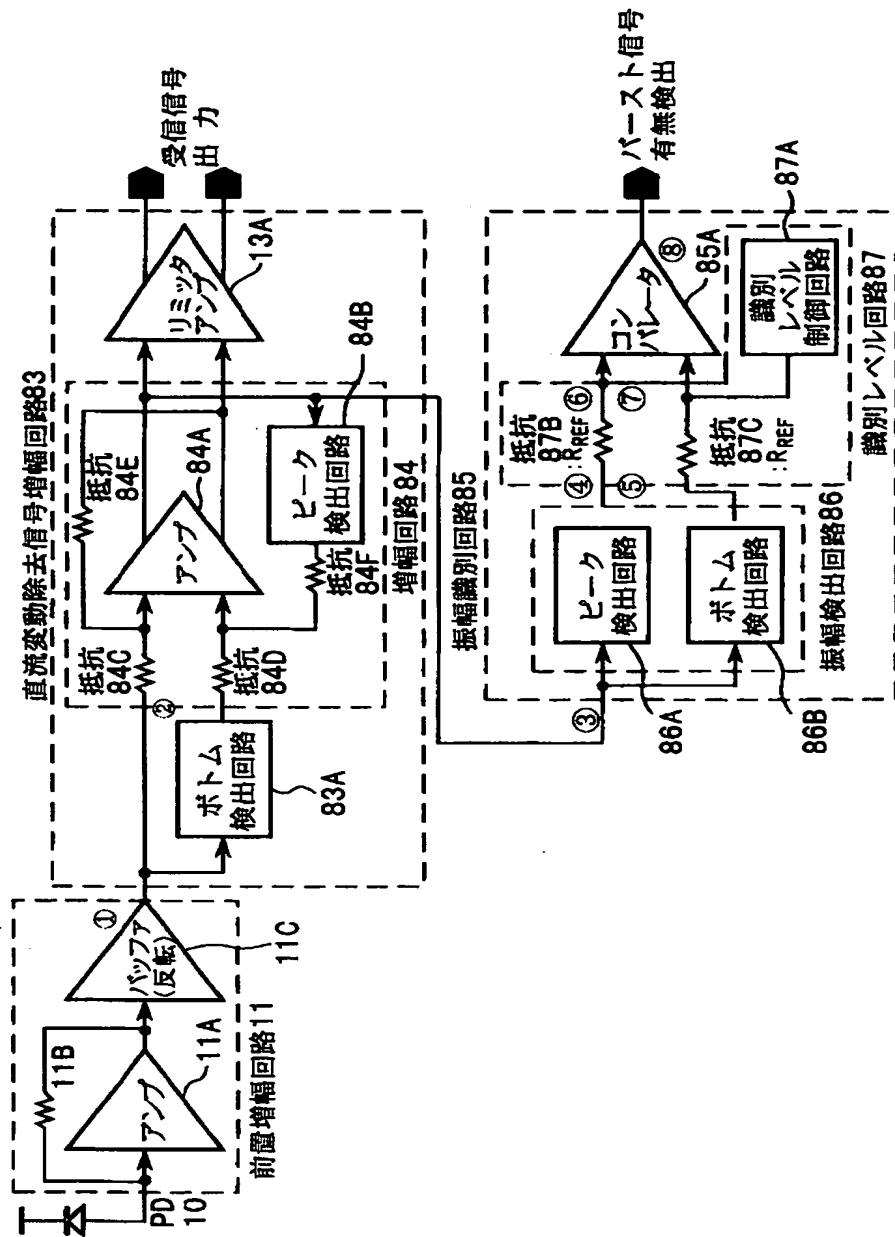 PD
10
11B
アンプ
11A
前置増幅回路11
バッファ
(反転)
11C
①
直流変動除去信号増幅回路83
②
ボトム
検出回路
83A
抵抗
84C
抵抗
84D
抵抗
84E
アンプ
84A
ピーク
検出回路
84B
抵抗
84F
増幅回路84
リミッタ
アンプ
13A
受信信号
出力
振幅識別回路85
③
ピーク
検出回路
86A
ボトム
検出回路
86B
振幅検出回路86
④
⑤
抵抗
87B
:RREF
⑥
⑦
抵抗
87C
:RREF
コン
パレータ
⑧
85A
識別
レベル
制御回路
87A
識別レベル回路87
バースト信号
有無検出